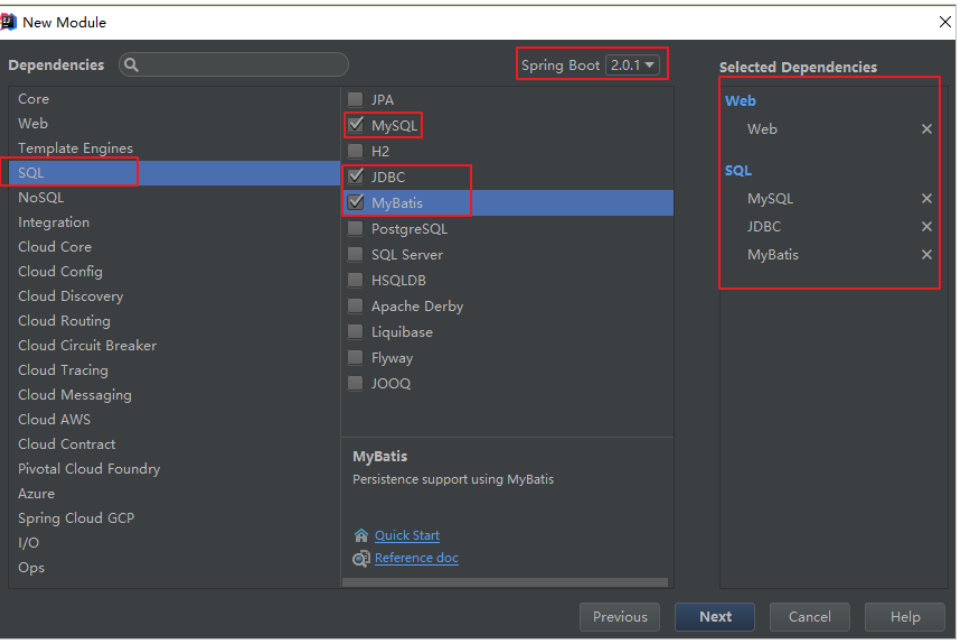 New Module
Dependencies
Spring Boot 2.0.1
Selected Dependencies
Core
Web
Template Engines
SQL
NoSQL
Integration
Cloud Core
Cloud Config
Cloud Discovery
Cloud Routing
Cloud Circuit Breaker
Cloud Tracing
Cloud Messaging
Cloud AWS
Cloud Contract
Pivotal Cloud Foundry
Azure
Spring Cloud GCP
I/O
Ops
JPA
MySQL
H2
JDBC
MyBatis
PostgreSQL
SQL Server
HSQLDB
Apache Derby
Liquibase
Flyway
JOOQ
MyBatis
Persistence support using MyBatis
Quick Start
Reference doc
Web
Web
SQL
MySQL
JDBC
MyBatis
Previous
Next
Cancel
Help